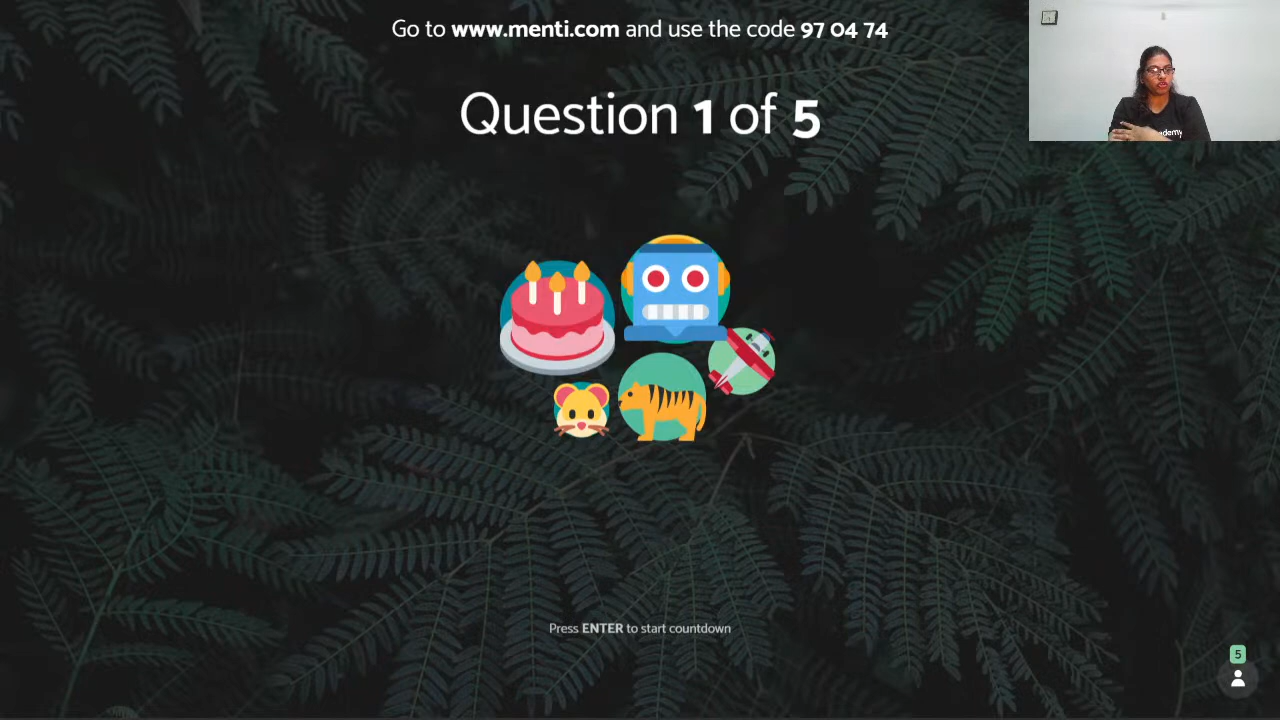 Go to www.menti.com and use the code 97 04 74
Question 1 of 5
demy
Press ENTER to start countdown
5